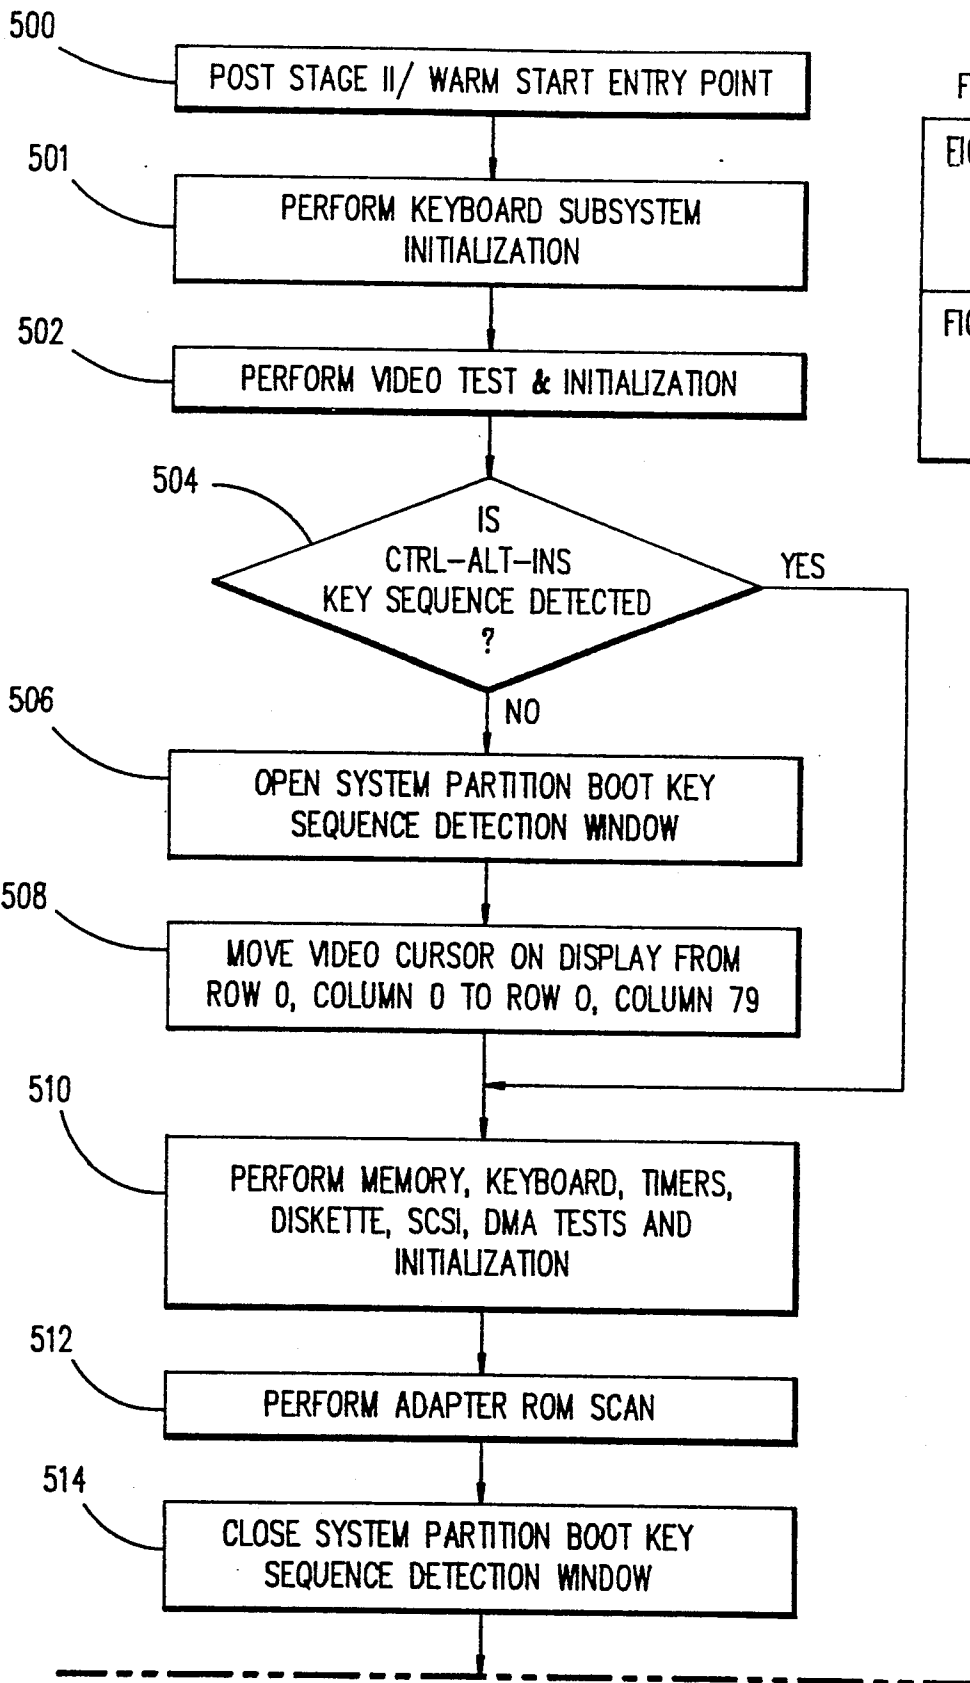 500
POST STAGE II/ WARM START ENTRY POINT
501
PERFORM KEYBOARD SUBSYSTEM
INITIALIZATION
502
PERFORM VIDEO TEST & INITIALIZATION
504
IS
CTRL-ALT-INS
KEY SEQUENCE DETECTED
?
YES
NO
506
OPEN SYSTEM PARTITION BOOT KEY
SEQUENCE DETECTION WINDOW
508
MOVE VIDEO CURSOR ON DISPLAY FROM
ROW 0, COLUMN 0 TO ROW 0, COLUMN 79
510
PERFORM MEMORY, KEYBOARD, TIMERS,
DISKETTE, SCSI, DMA TESTS AND
INITIALIZATION
512
PERFORM ADAPTER ROM SCAN
514
CLOSE SYSTEM PARTITION BOOT KEY
SEQUENCE DETECTION WINDOW